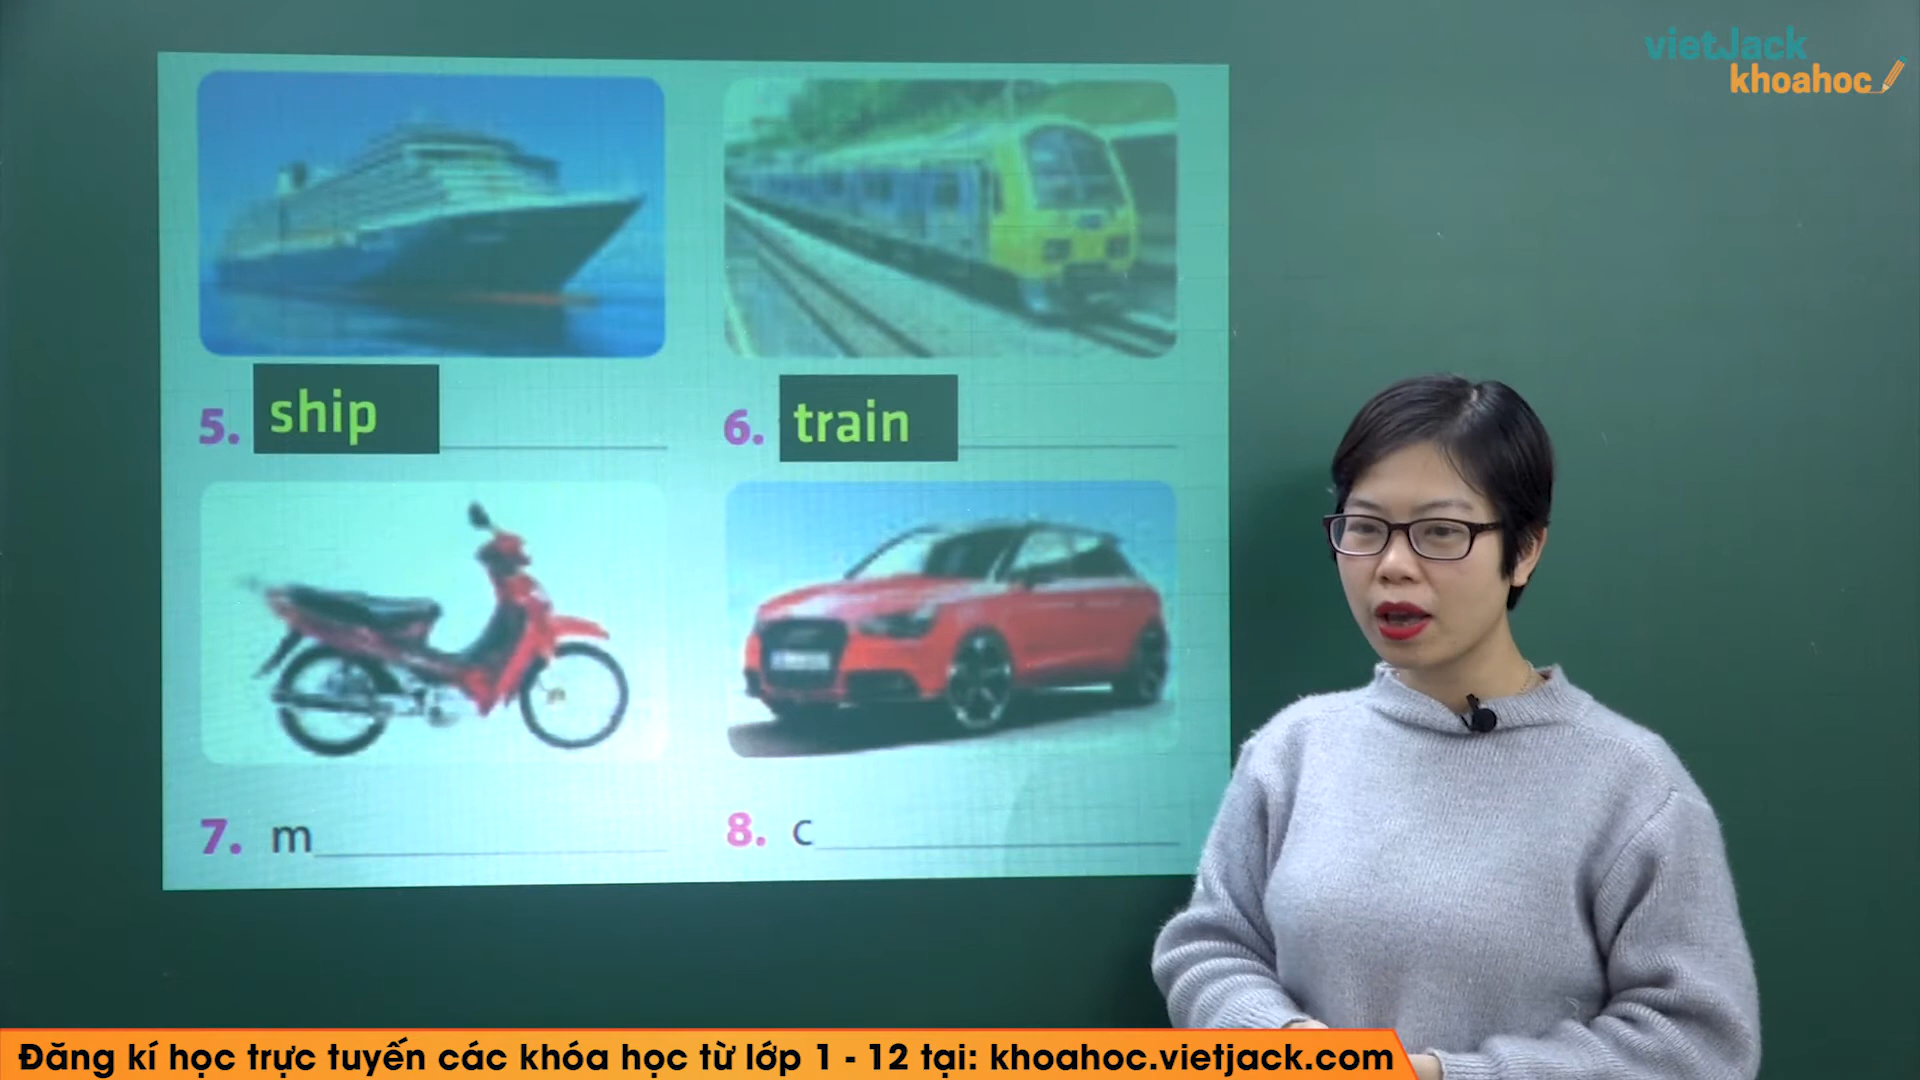 vietJack
khoahoc
5. ship
6. train
7. m
8. c
Đăng kí học trực tuyến các khóa học từ lớp 1 - 12 tại: khoahoc.vietjack.com